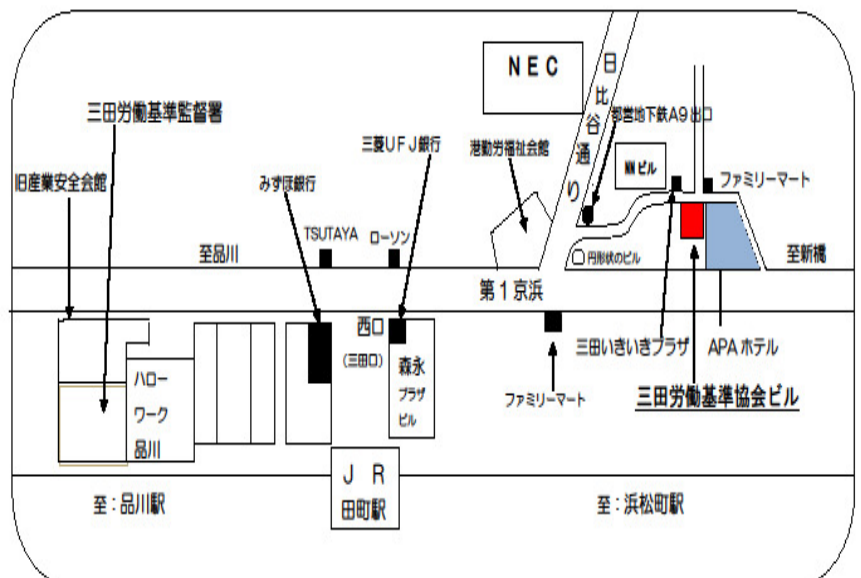 NEC
日比谷通り
三田労働基準監督署
都営地下鉄A9出口
三菱UFJ銀行
港勤労福祉会館
旧産業安全会館
みずほ銀行
NNビル
ファミリーマート
TSUTAYA
ローソン
至品川
円形状のビル
至新橋
第1京浜
西口
(三田口)
三田いきいきプラザ
APAホテル
森永
プラザ
ビル
ハロー
ワーク
品川
ファミリーマート
三田労働基準協会ビル
JR
田町駅
至:品川駅
至:浜松町駅